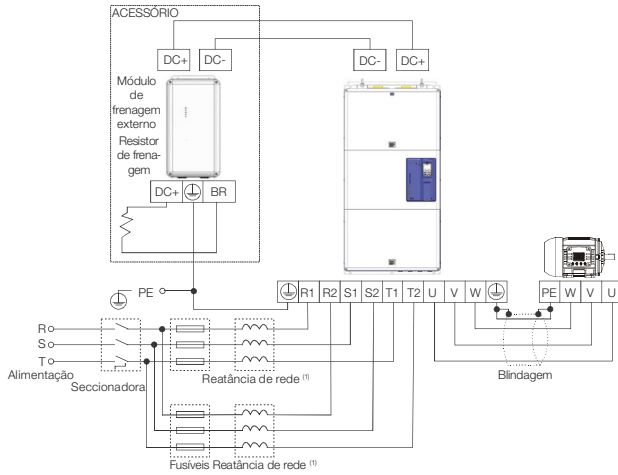 ACESSÓRIO
DC+ DC- DC- DC+
Módulo
de
frenagem
externo
Resistor
de frena-
gem
DC+ BR
PE
R1 R2 S1 S2 T1 T2 U V W
PE W V U
R
S
T
Alimentação
Seccionadora
Reatância de rede (1)
Blindagem
Fusíveis Reatância de rede (1)